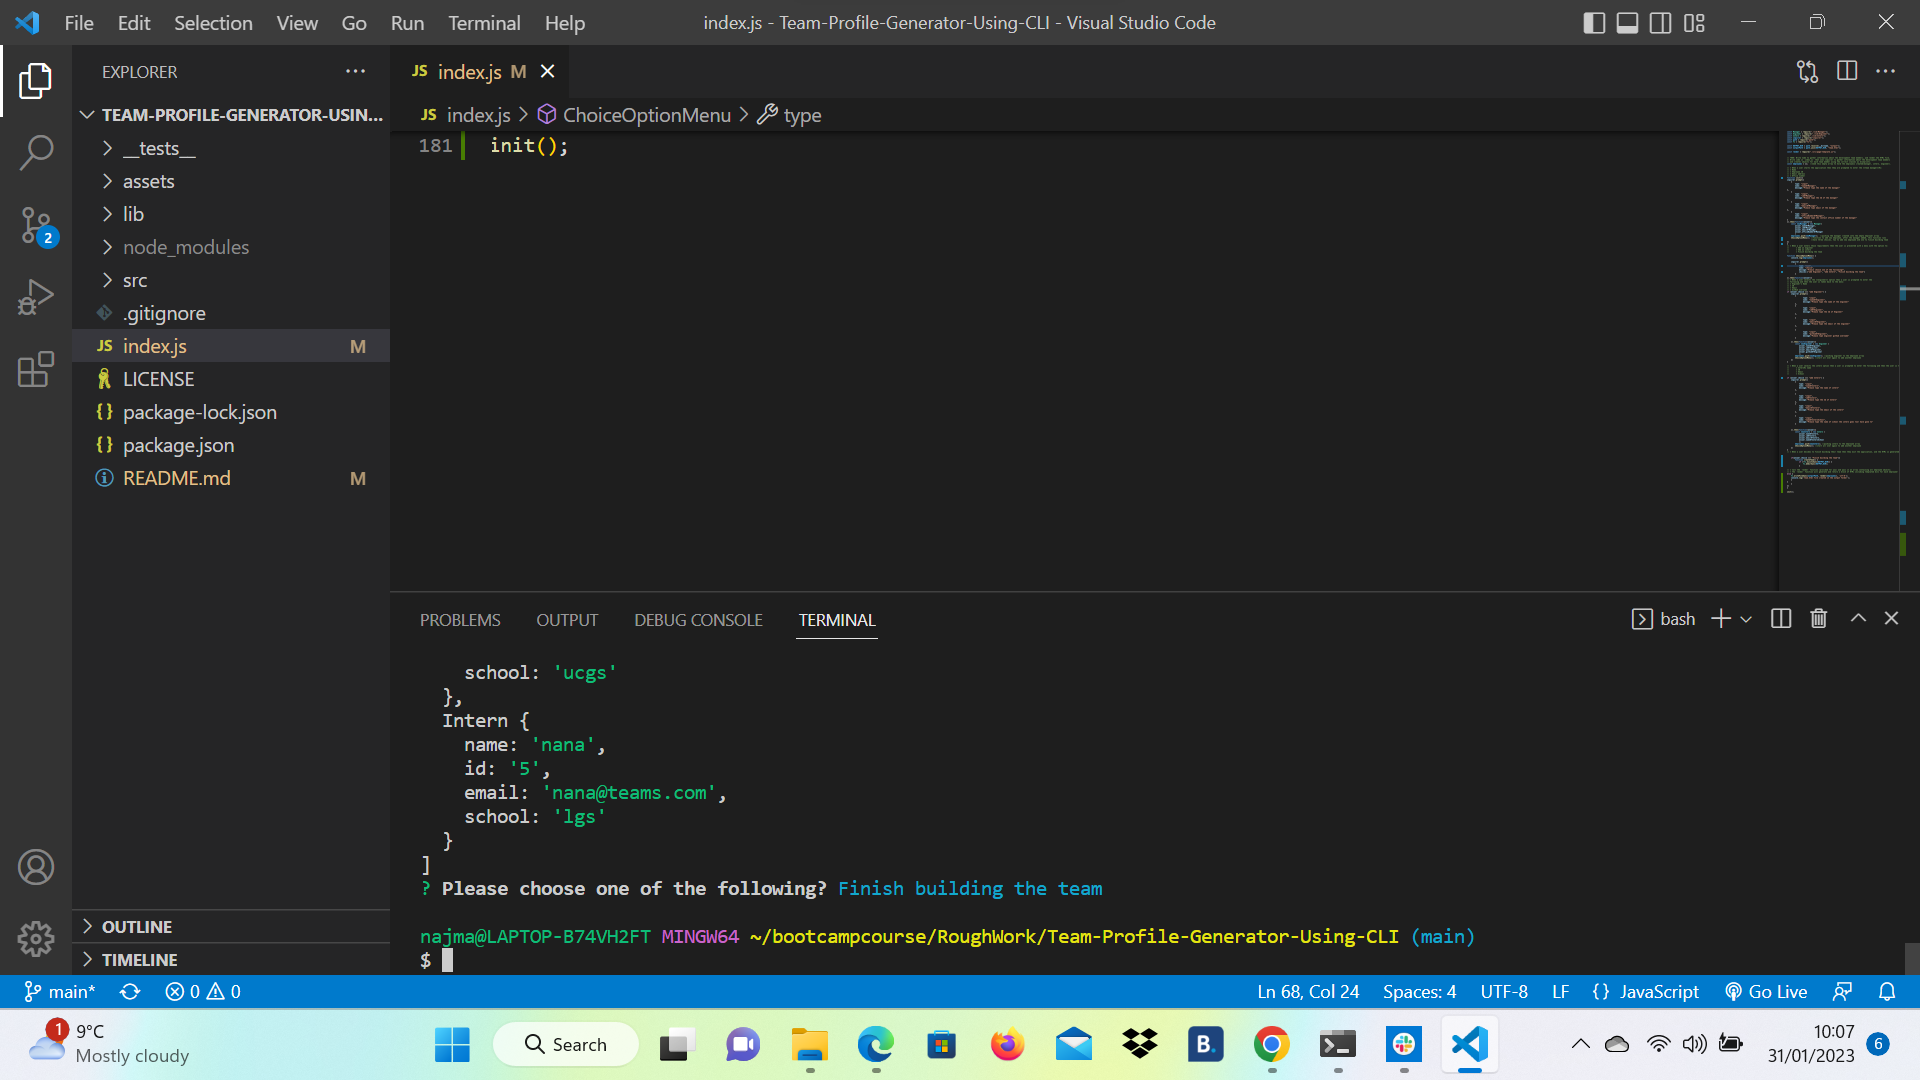 File Edit Selection View Go Run Terminal Help
index.js - Team-Profile-Generator-Using-CLI - Visual Studio Code
EXPLORER
TEAM-PROFILE-GENERATOR-USIN...
__tests__
assets
lib
node_modules
src
.gitignore
JS index.js M
LICENSE
{} package-lock.json
{} package.json
README.md M
OUTLINE
TIMELINE
2
JS index.js M
JS index.js > ChoiceOptionMenu > type
181 init();
PROBLEMS OUTPUT DEBUG CONSOLE TERMINAL
bash
school: 'ucgs'
},
Intern {
name: 'nana',
id: '5',
email: 'nana@teams.com',
school: 'lgs'
}
]
? Please choose one of the following? Finish building the team
najma@LAPTOP-B74VH2FT MINGW64 ~/bootcampcourse/RoughWork/Team-Profile-Generator-Using-CLI (main)
$
main* 0 0
Ln 68, Col 24 Spaces: 4 UTF-8 LF {} JavaScript Go Live
1
9°C
Mostly cloudy
Search
B.
10:07
31/01/2023
6